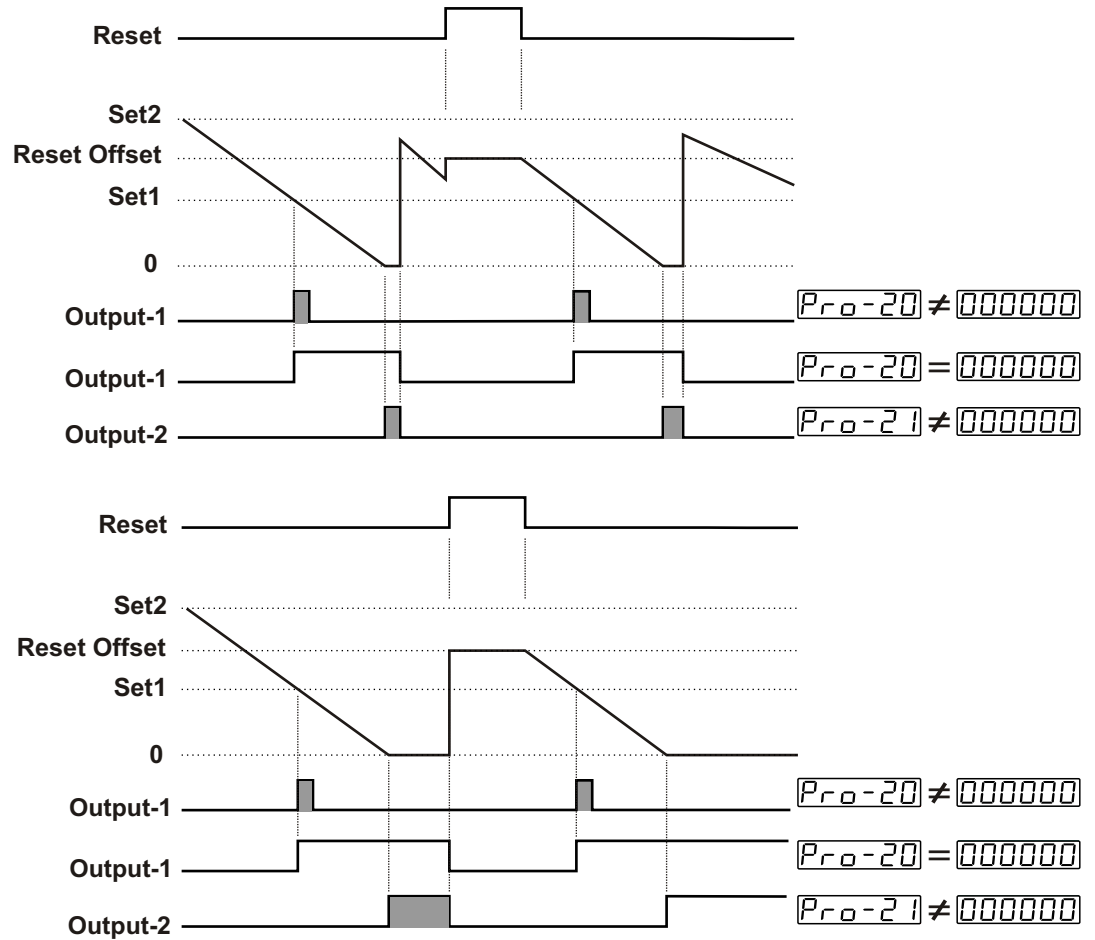 Reset
Set2
Reset Offset
Set1
0
Output-1 Pro-20 ≠ 000000
Output-1 Pro-20 = 000000
Output-2 Pro-21 ≠ 000000
Reset
Set2
Reset Offset
Set1
0
Output-1 Pro-20 ≠ 000000
Output-1 Pro-20 = 000000
Output-2 Pro-21 ≠ 000000